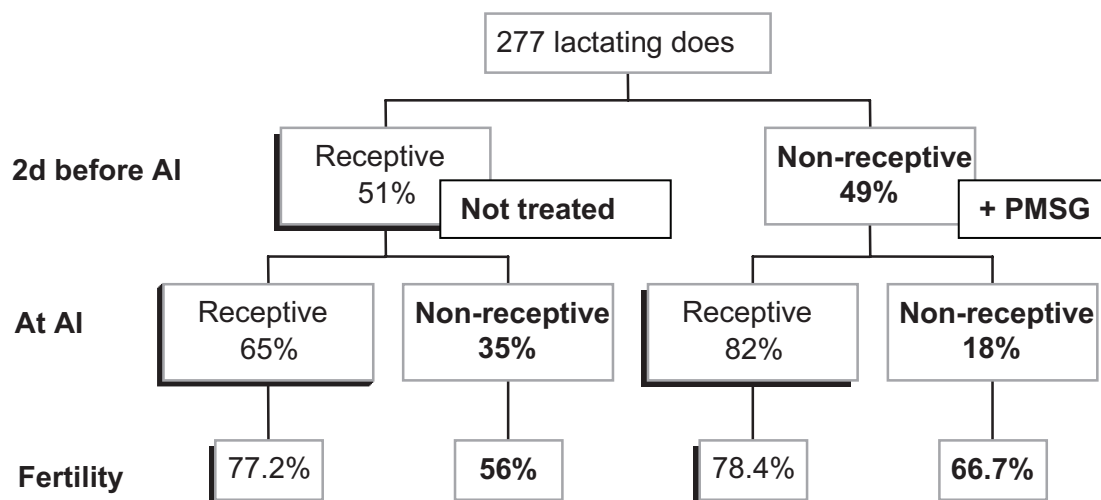 277 lactating does
2d before AI
Receptive
51%
Not treated
Non-receptive
49%
+ PMSG
At AI
Receptive
65%
Non-receptive
35%
Receptive
82%
Non-receptive
18%
Fertility
77.2%
56%
78.4%
66.7%